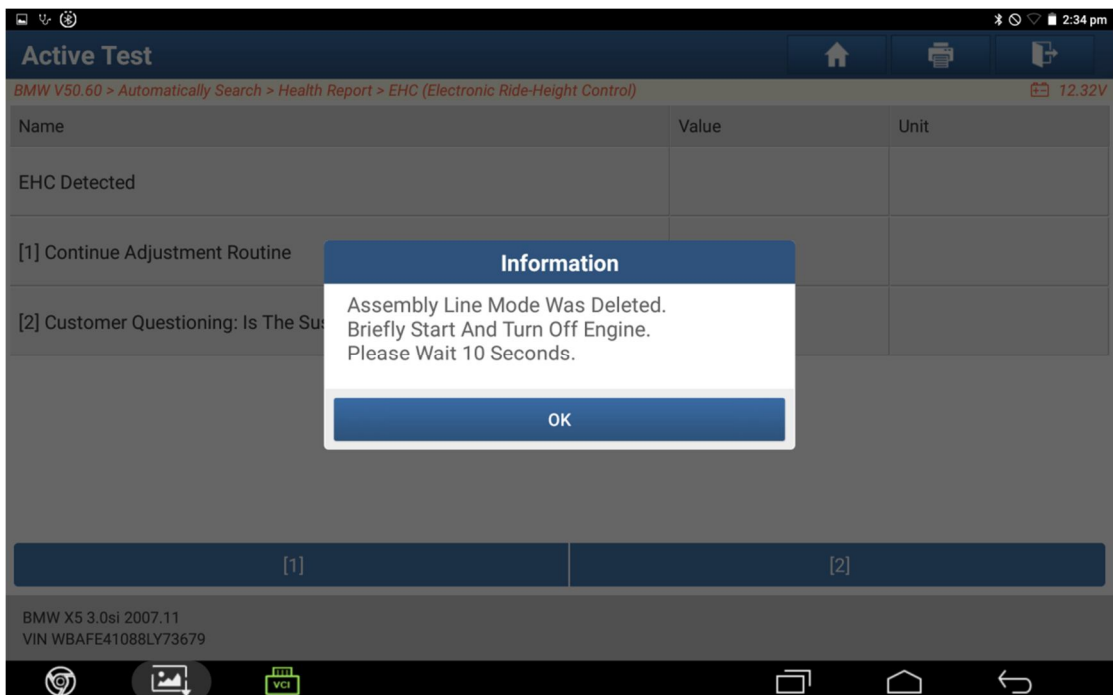 2:34 pm
Active Test
BMW V50.60 > Automatically Search > Health Report > EHC (Electronic Ride-Height Control) 12.32V
Name Value Unit
EHC Detected
[1] Continue Adjustment Routine
[2] Customer Questioning: Is The Su
Information
Assembly Line Mode Was Deleted.
Briefly Start And Turn Off Engine.
Please Wait 10 Seconds.
OK
[1] [2]
BMW X5 3.0si 2007.11
VIN WBAFE41088LY73679
VCI